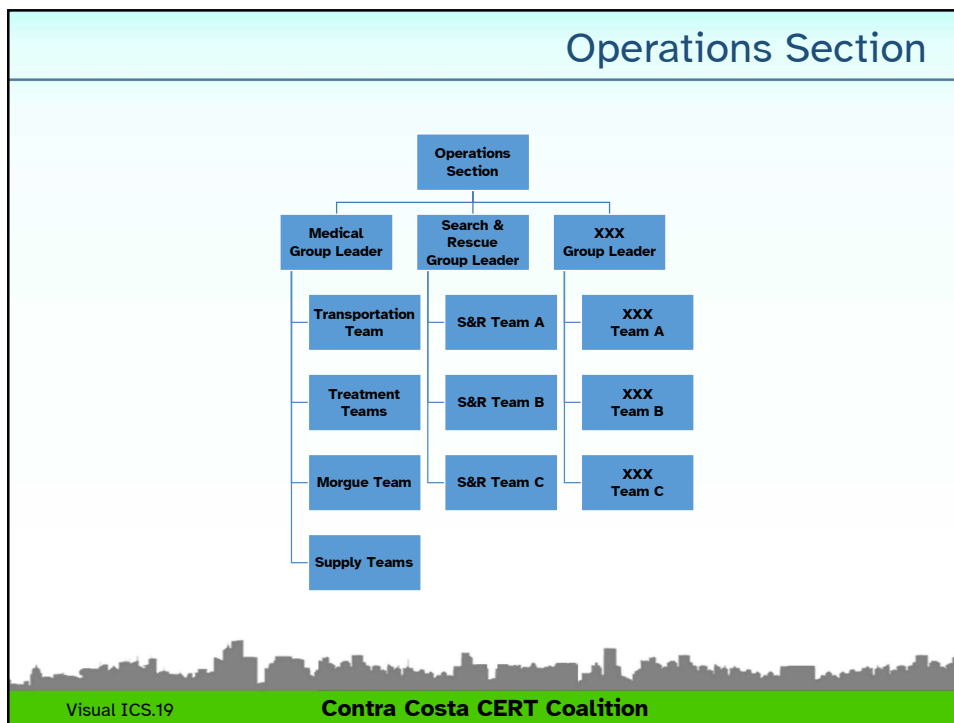 Operations Section
Operations
Section
Medical
Group Leader
Search &
Rescue
Group Leader
XXX
Group Leader
Transportation
Team
S&R Team A
XXX
Team A
Treatment
Teams
S&R Team B
XXX
Team B
Morgue Team
S&R Team C
XXX
Team C
Supply Teams
Visual ICS.19
Contra Costa CERT Coalition